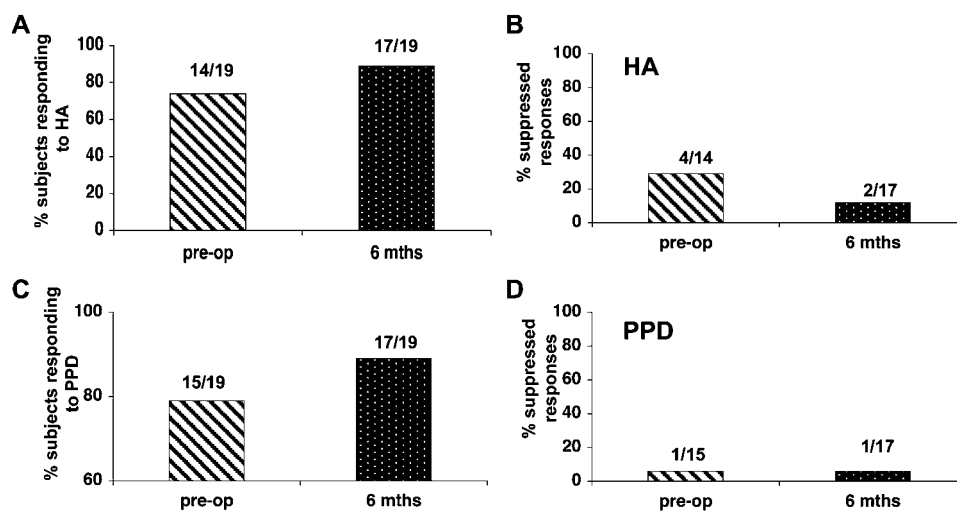 A
% subjects responding
to HA
100
80
60
40
20
0
14/19
17/19
pre-op
6 mths
B
HA
% suppressed
responses
100
80
60
40
20
0
4/14
2/17
pre-op
6 mths
C
% subjects responding
to PPD
100
80
60
15/19
17/19
pre-op
6 mths
D
PPD
% suppressed
responses
100
80
60
40
20
0
1/15
1/17
pre-op
6 mths